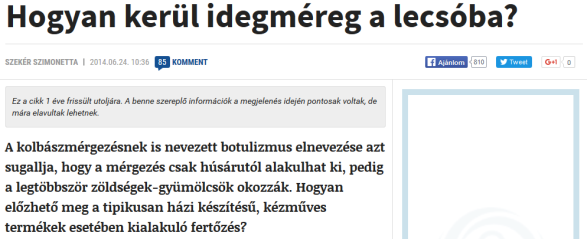 Hogyan kerül idegméreg a lecsóba?
SZEKÉR SZIMONETTA | 2014.06.24. 10:36 85 KOMMENT
Ajánlom 810 Tweet G+1 0
Ez a cikk 1 éve frissült utoljára. A benne szereplő információk a megjelenés idején pontosak voltak, de
mára elavultak lehetnek.
A kolbászmérgezésnek is nevezett botulizmus elnevezése azt
sugallja, hogy a mérgezés csak húsárutól alakulhat ki, pedig
a legtöbbször zöldségek-gyümölcsök okozzák. Hogyan
előzhető meg a tipikusan házi készítésű, kézműves
termékek esetében kialakuló fertőzés?